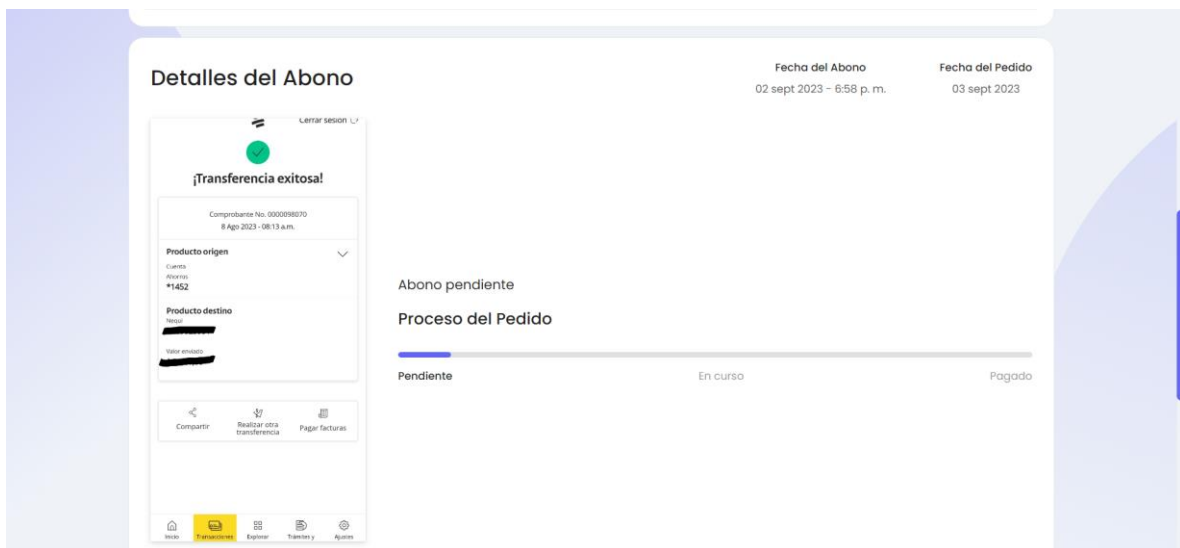 Detalles del Abono
Fecha del Abono
02 sept 2023 - 6:58 p. m.
Fecha del Pedido
03 sept 2023
Cerrar sesión
¡Transferencia exitosa!
Comprobante No. 0000098070
8 Ago 2023 - 08:13 a.m.
Producto origen
Cuenta
Ahorros
*1452
Producto destino
Nequi
Valor enviado
Compartir
Realizar otra
transferencia
Pagar facturas
Inicio
Transacciones
Explorar
Trámites y
Ajustes
Abono pendiente
Proceso del Pedido
Pendiente
En curso
Pagado